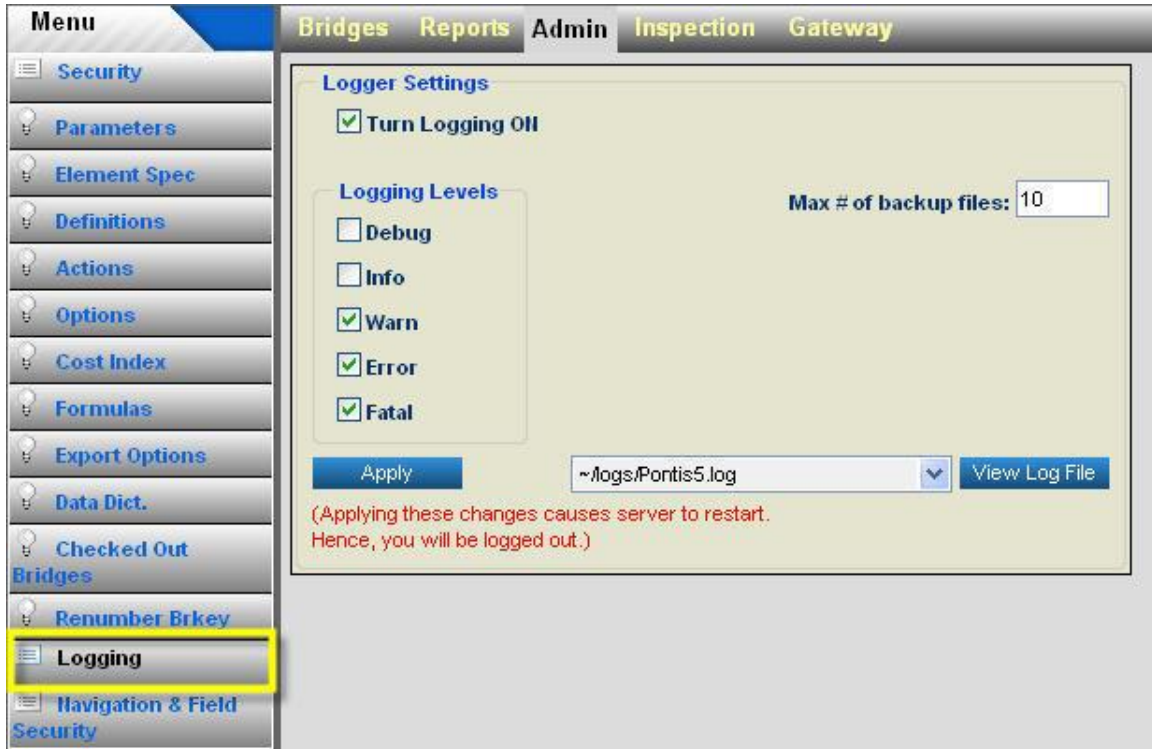 Menu
Security
Parameters
Element Spec
Definitions
Actions
Options
Cost Index
Formulas
Export Options
Data Dict.
Checked Out
Bridges
Renumber Brkey
Logging
Navigation & Field
Security
Bridges Reports Admin Inspection Gateway
Logger Settings
Turn Logging ON
Logging Levels
Debug
Info
Warn
Error
Fatal
Max # of backup files: 10
Apply
~/logs/Pontis5.log
View Log File
(Applying these changes causes server to restart.
Hence, you will be logged out.)